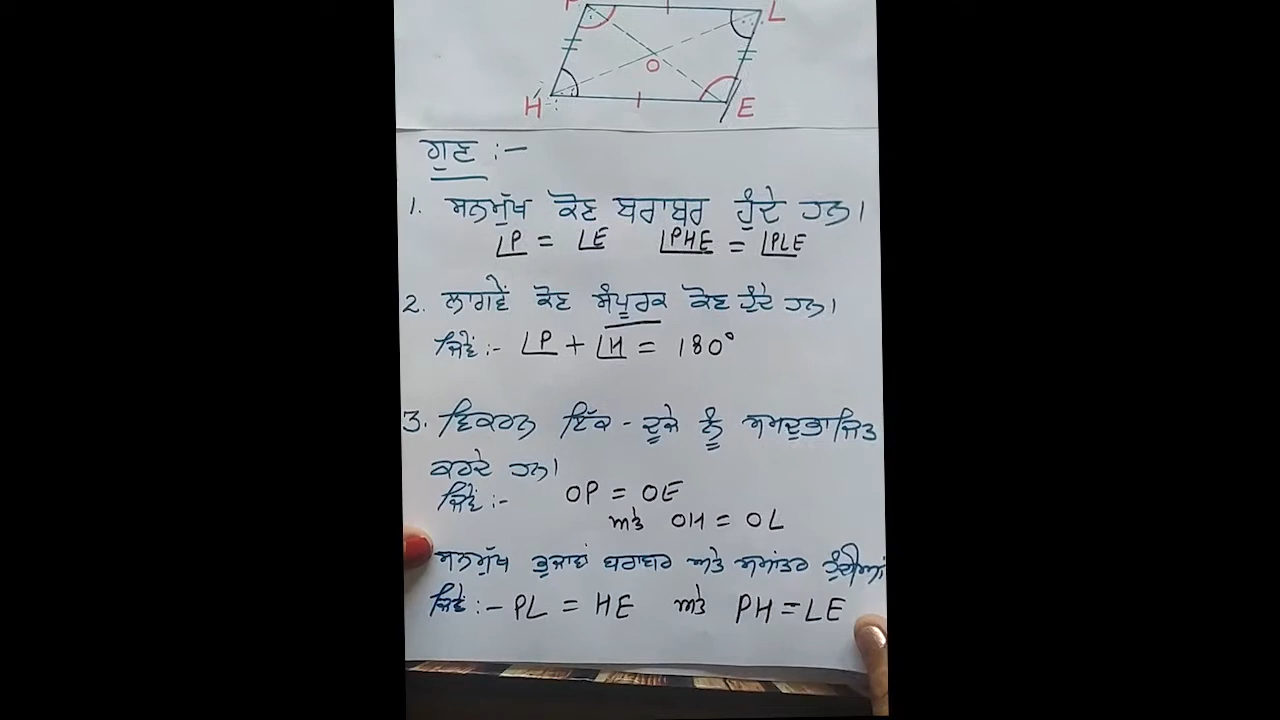 P L
O
H E
ਗੁਣ :-
1. ਸਨਮੁੱਖ ਕੋਣ ਬਰਾਬਰ ਹੁੰਦੇ ਹਨ।
∠P = ∠E ∠PHE = ∠PLE
2. ਲਾਗਵੇਂ ਕੋਣ ਸੰਪੂਰਕ ਕੋਣ ਹੁੰਦੇ ਹਨ।
ਜਿਵੇਂ :- ∠P + ∠H = 180°
3. ਵਿਕਰਨ ਇੱਕ - ਦੂਜੇ ਨੂੰ ਸਮਦੁਭਾਜਿਤ
ਕਰਦੇ ਹਨ।
ਜਿਵੇਂ :- OP = OE
ਅਤੇ OH = OL
ਸਨਮੁੱਖ ਭੁਜਾਵਾਂ ਬਰਾਬਰ ਅਤੇ ਸਮਾਂਤਰ ਹੁੰਦੀਆਂ
ਜਿਵੇਂ :- PL = HE ਅਤੇ PH = LE